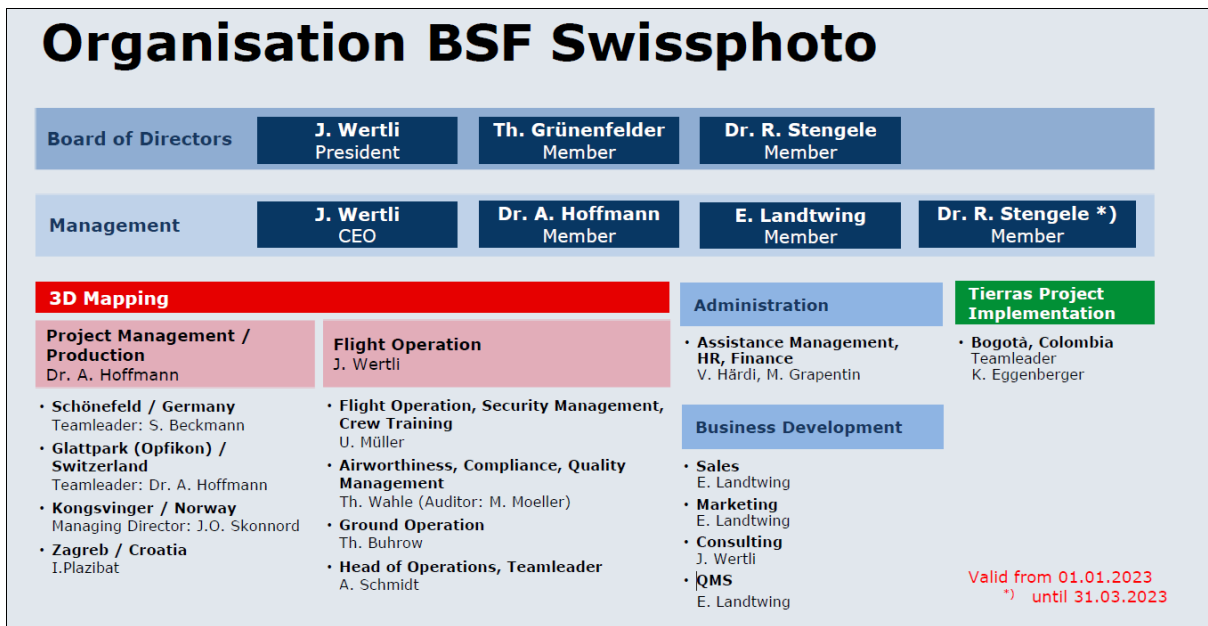 Organisation BSF Swissphoto
Board of Directors
J. Wertli
President
Th. Grünenfelder
Member
Dr. R. Stengele
Member
Management
J. Wertli
CEO
Dr. A. Hoffmann
Member
E. Landtwing
Member
Dr. R. Stengele *)
Member
3D Mapping
Project Management /
Production
Dr. A. Hoffmann
• Schönefeld / Germany
Teamleader: S. Beckmann
• Glattpark (Opfikon) /
Switzerland
Teamleader: Dr. A. Hoffmann
• Kongsvinger / Norway
Managing Director: J.O. Skonnord
• Zagreb / Croatia
I.Plazibat
Flight Operation
J. Wertli
• Flight Operation, Security Management,
Crew Training
U. Müller
• Airworthiness, Compliance, Quality
Management
Th. Wahle (Auditor: M. Moeller)
• Ground Operation
Th. Buhrow
• Head of Operations, Teamleader
A. Schmidt
Administration
• Assistance Management,
HR, Finance
V. Härdi, M. Grapentin
Business Development
• Sales
E. Landtwing
• Marketing
E. Landtwing
• Consulting
J. Wertli
• QMS
E. Landtwing
Tierras Project
Implementation
• Bogotà, Colombia
Teamleader
K. Eggenberger
Valid from 01.01.2023
*) until 31.03.2023